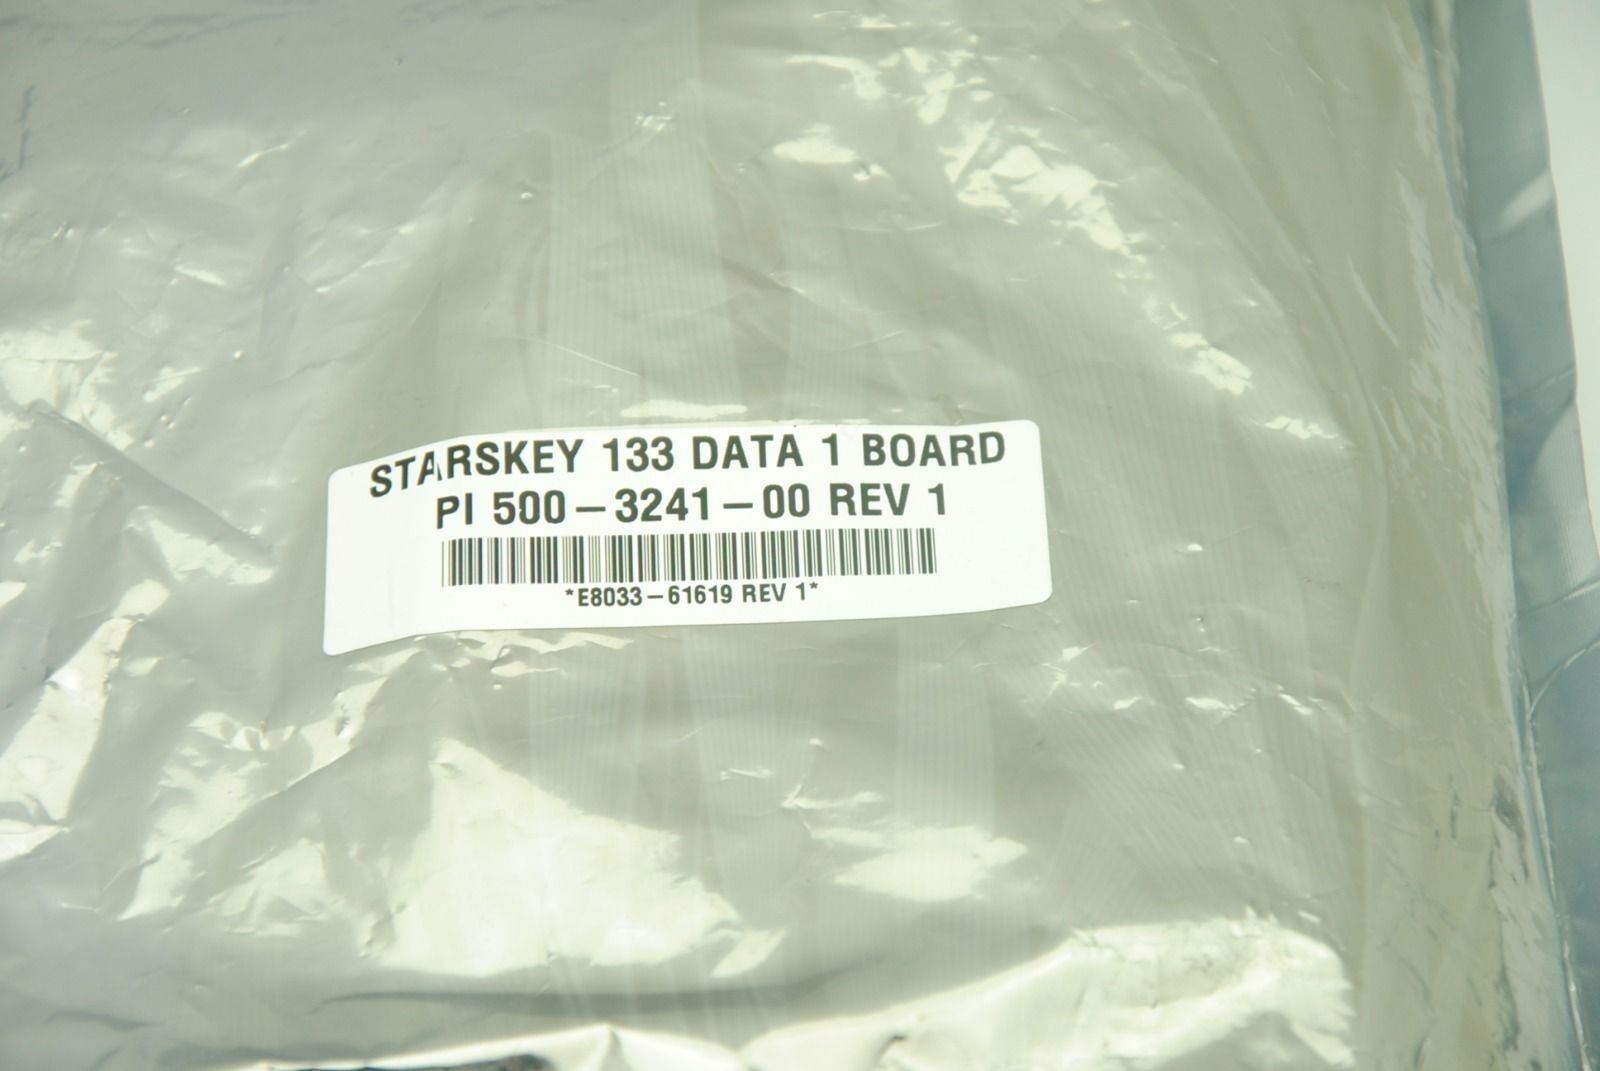 STARSKEY 133 DATA 1 BOARD
PI 500-3241-00 REV 1
*E8033-61619 REV 1*